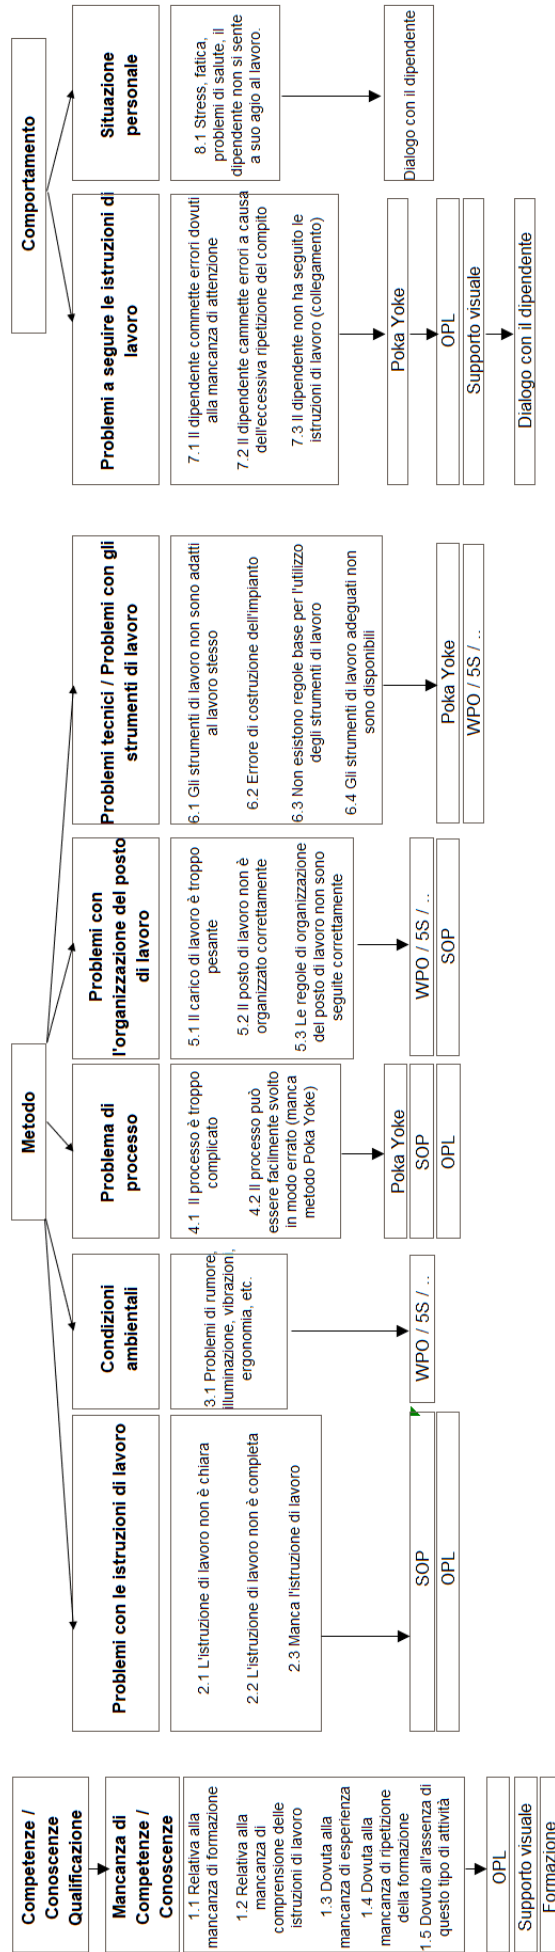 Competenze /
Conoscenze
Qualificazione
Mancanza di
Competenze /
Conoscenze
1.1 Relativa alla
mancanza di formazione
1.2 Relativa alla
mancanza di
comprensione delle
istruzioni di lavoro
1.3 Dovuta alla
mancanza di esperienza
1.4 Dovuta alla
mancanza di ripetizione
della formazione
1.5 Dovuto all'assenza di
questo tipo di attività
OPL
Supporto visuale
Formazione
Metodo
Problemi con le istruzioni di lavoro
2.1 L'istruzione di lavoro non è chiara
2.2 L'istruzione di lavoro non è completa
2.3 Manca l'istruzione di lavoro
SOP
OPL
Condizioni
ambientali
3.1 Problemi di rumore,
illuminazione, vibrazioni,
ergonomia, etc.
WPO / 5S / ..
Problema di
processo
4.1 Il processo è troppo
complicato
4.2 Il processo può
essere facilmente svolto
in modo errato (manca
metodo Poka Yoke)
Poka Yoke
SOP
OPL
Problemi con
l'organizzazione del posto
di lavoro
5.1 Il carico di lavoro è troppo
pesante
5.2 Il posto di lavoro non è
organizzato correttamente
5.3 Le regole di organizzazione
del posto di lavoro non sono
seguite correttamente
WPO / 5S / ..
SOP
Problemi tecnici / Problemi con gli
strumenti di lavoro
6.1 Gli strumenti di lavoro non sono adatti
al lavoro stesso
6.2 Errore di costruzione dell'impianto
6.3 Non esistono regole base per l'utilizzo
degli strumenti di lavoro
6.4 Gli strumenti di lavoro adeguati non
sono disponibili
Poka Yoke
WPO / 5S / ..
Comportamento
Problemi a seguire le istruzioni di
lavoro
7.1 Il dipendente commette errori dovuti
alla mancanza di attenzione
7.2 Il dipendente cammette errori a causa
dell'eccessiva ripetizione del compito
7.3 Il dipendente non ha seguito le
istruzioni di lavoro (collegamento)
Poka Yoke
OPL
Supporto visuale
Dialogo con il dipendente
Situazione
personale
8.1 Stress, fatica,
problemi di salute, il
dipendente non si sente
a suo agio al lavoro.
Dialogo con il dipendente